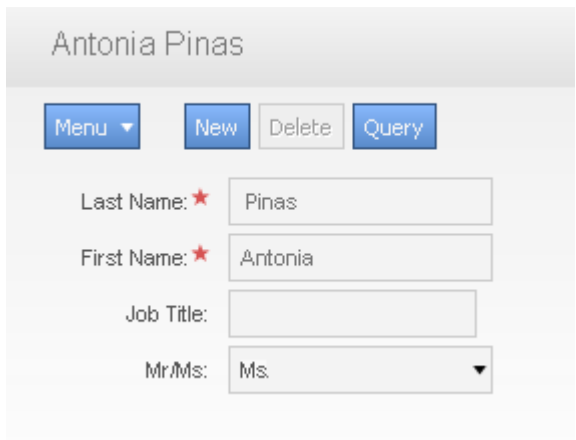 Antonia Pinas
Menu New Delete Query
Last Name: Pinas
First Name: Antonia
Job Title:
Mr/Ms: Ms.